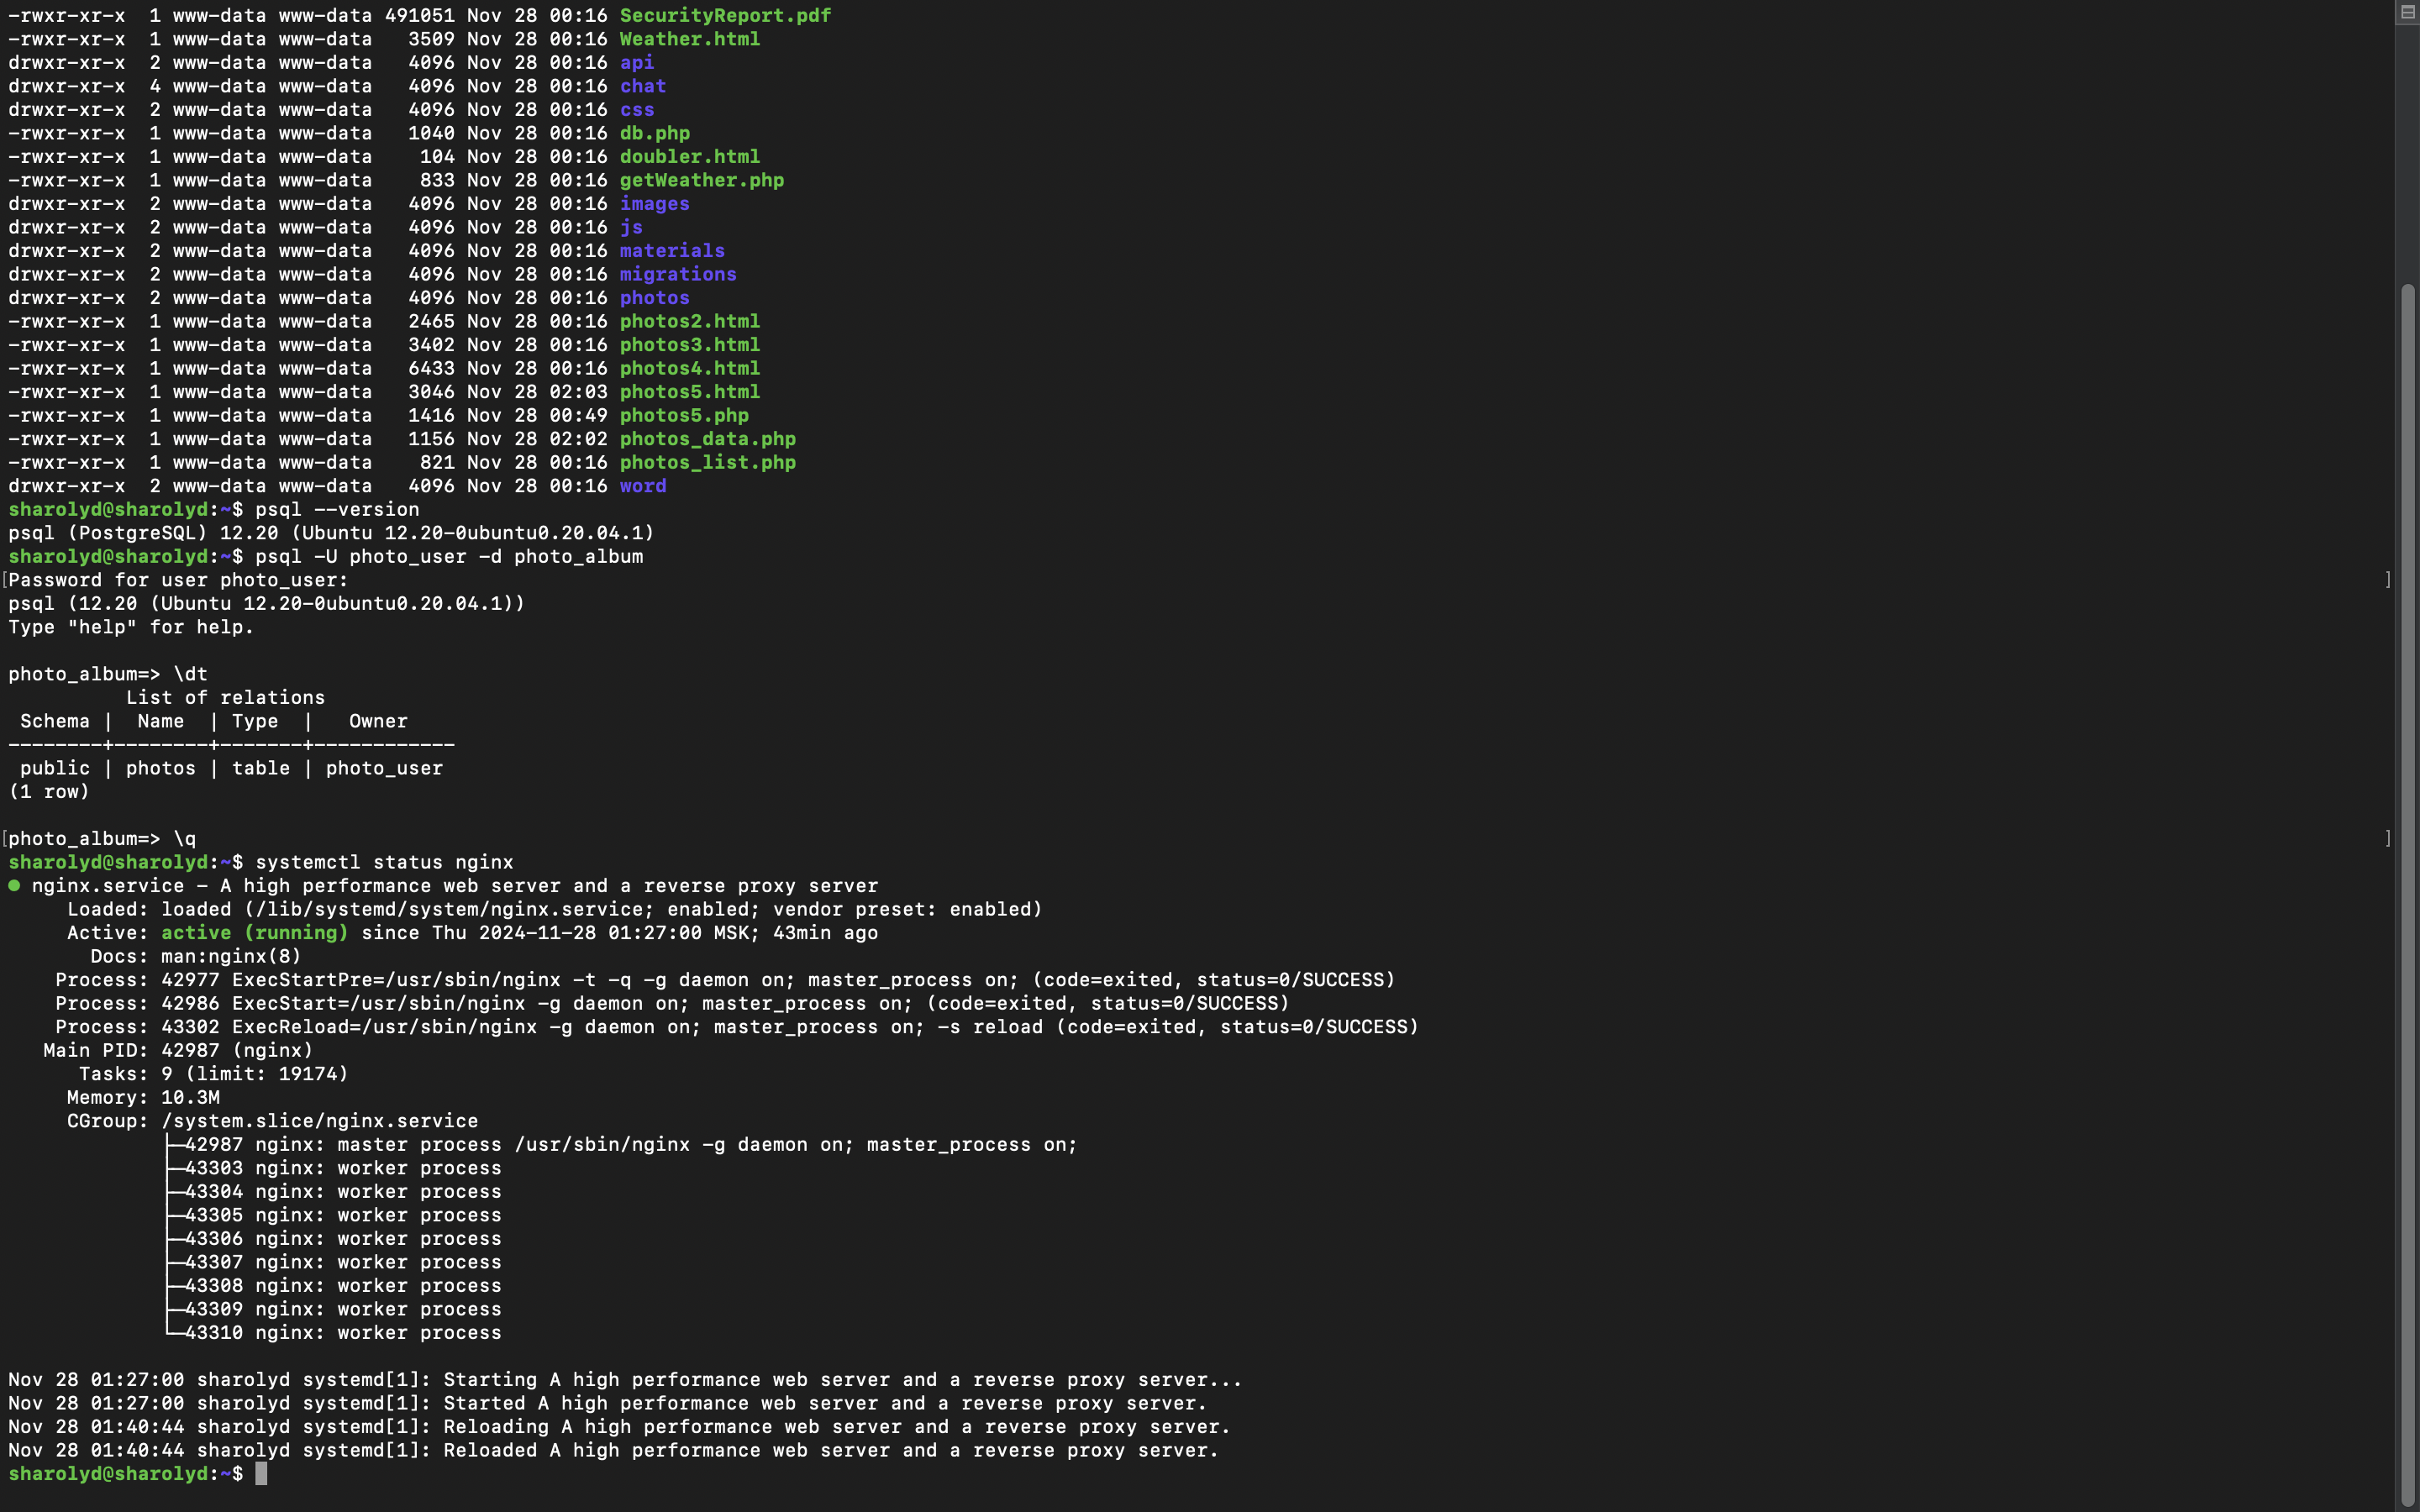 -rwxr-xr-x  1 www-data www-data 491051 Nov 28 00:16 SecurityReport.pdf
-rwxr-xr-x  1 www-data www-data   3509 Nov 28 00:16 Weather.html
drwxr-xr-x  2 www-data www-data   4096 Nov 28 00:16 api
drwxr-xr-x  4 www-data www-data   4096 Nov 28 00:16 chat
drwxr-xr-x  2 www-data www-data   4096 Nov 28 00:16 css
-rwxr-xr-x  1 www-data www-data   1040 Nov 28 00:16 db.php
-rwxr-xr-x  1 www-data www-data    104 Nov 28 00:16 doubler.html
-rwxr-xr-x  1 www-data www-data    833 Nov 28 00:16 getWeather.php
drwxr-xr-x  2 www-data www-data   4096 Nov 28 00:16 images
drwxr-xr-x  2 www-data www-data   4096 Nov 28 00:16 js
drwxr-xr-x  2 www-data www-data   4096 Nov 28 00:16 materials
drwxr-xr-x  2 www-data www-data   4096 Nov 28 00:16 migrations
drwxr-xr-x  2 www-data www-data   4096 Nov 28 00:16 photos
-rwxr-xr-x  1 www-data www-data   2465 Nov 28 00:16 photos2.html
-rwxr-xr-x  1 www-data www-data   3402 Nov 28 00:16 photos3.html
-rwxr-xr-x  1 www-data www-data   6433 Nov 28 00:16 photos4.html
-rwxr-xr-x  1 www-data www-data   3046 Nov 28 02:03 photos5.html
-rwxr-xr-x  1 www-data www-data   1416 Nov 28 00:49 photos5.php
-rwxr-xr-x  1 www-data www-data   1156 Nov 28 02:02 photos_data.php
-rwxr-xr-x  1 www-data www-data    821 Nov 28 00:16 photos_list.php
drwxr-xr-x  2 www-data www-data   4096 Nov 28 00:16 word
sharolyd@sharolyd:~$ psql --version
psql (PostgreSQL) 12.20 (Ubuntu 12.20-0ubuntu0.20.04.1)
sharolyd@sharolyd:~$ psql -U photo_user -d photo_album
[Password for user photo_user: ]
psql (12.20 (Ubuntu 12.20-0ubuntu0.20.04.1))
Type "help" for help.

photo_album=> \dt
          List of relations
 Schema |  Name  | Type  |   Owner
--------+--------+-------+------------
 public | photos | table | photo_user
(1 row)

[photo_album=> \q ]
sharolyd@sharolyd:~$ systemctl status nginx
● nginx.service - A high performance web server and a reverse proxy server
     Loaded: loaded (/lib/systemd/system/nginx.service; enabled; vendor preset: enabled)
     Active: active (running) since Thu 2024-11-28 01:27:00 MSK; 43min ago
       Docs: man:nginx(8)
    Process: 42977 ExecStartPre=/usr/sbin/nginx -t -q -g daemon on; master_process on; (code=exited, status=0/SUCCESS)
    Process: 42986 ExecStart=/usr/sbin/nginx -g daemon on; master_process on; (code=exited, status=0/SUCCESS)
    Process: 43302 ExecReload=/usr/sbin/nginx -g daemon on; master_process on; -s reload (code=exited, status=0/SUCCESS)
   Main PID: 42987 (nginx)
      Tasks: 9 (limit: 19174)
     Memory: 10.3M
     CGroup: /system.slice/nginx.service
             ├─42987 nginx: master process /usr/sbin/nginx -g daemon on; master_process on;
             ├─43303 nginx: worker process
             ├─43304 nginx: worker process
             ├─43305 nginx: worker process
             ├─43306 nginx: worker process
             ├─43307 nginx: worker process
             ├─43308 nginx: worker process
             ├─43309 nginx: worker process
             └─43310 nginx: worker process

Nov 28 01:27:00 sharolyd systemd[1]: Starting A high performance web server and a reverse proxy server...
Nov 28 01:27:00 sharolyd systemd[1]: Started A high performance web server and a reverse proxy server.
Nov 28 01:40:44 sharolyd systemd[1]: Reloading A high performance web server and a reverse proxy server.
Nov 28 01:40:44 sharolyd systemd[1]: Reloaded A high performance web server and a reverse proxy server.
sharolyd@sharolyd:~$